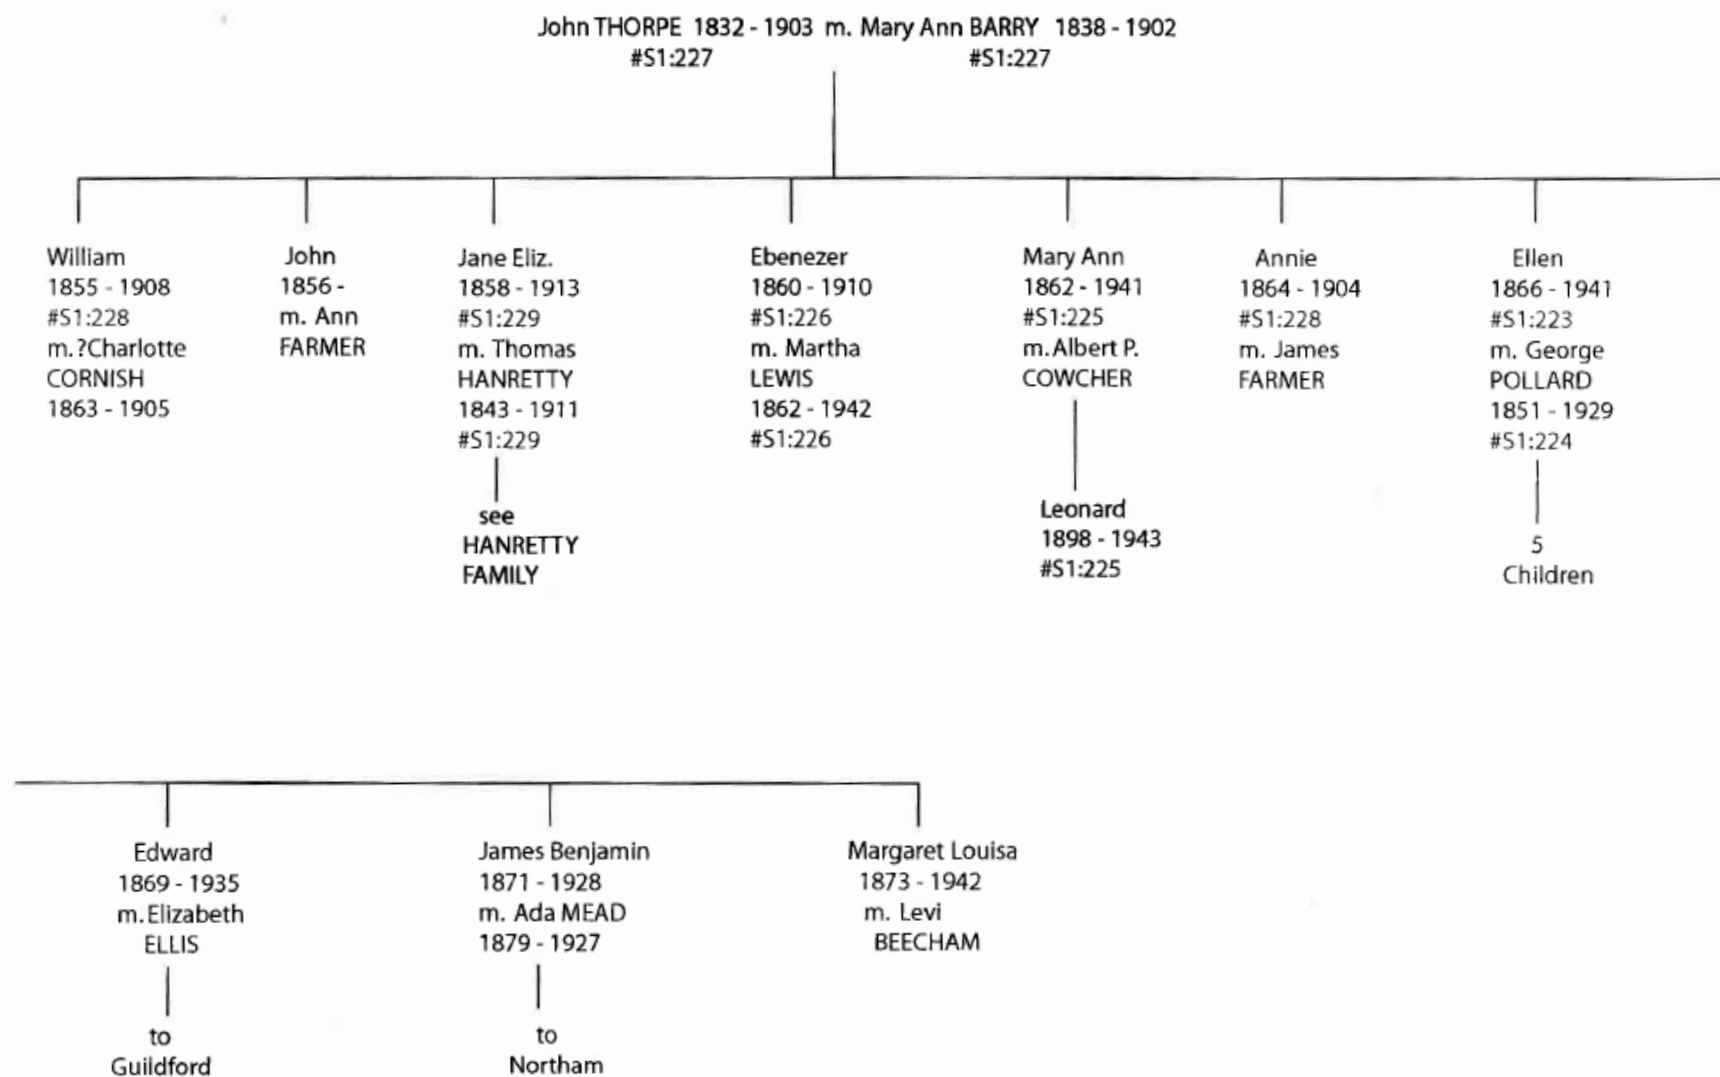 John THORPE 1832 - 1903 m. Mary Ann BARRY 1838 - 1902
#S1:227 #S1:227
William
1855 - 1908
#S1:228
m.?Charlotte
CORNISH
1863 - 1905
John
1856 -
m. Ann
FARMER
Jane Eliz.
1858 - 1913
#S1:229
m. Thomas
HANRETTY
1843 - 1911
#S1:229
see
HANRETTY
FAMILY
Ebenezer
1860 - 1910
#S1:226
m. Martha
LEWIS
1862 - 1942
#S1:226
Mary Ann
1862 - 1941
#S1:225
m.Albert P.
COWCHER
Leonard
1898 - 1943
#S1:225
Annie
1864 - 1904
#S1:228
m. James
FARMER
Ellen
1866 - 1941
#S1:223
m. George
POLLARD
1851 - 1929
#S1:224
5
Children
Edward
1869 - 1935
m.Elizabeth
ELLIS
to
Guildford
James Benjamin
1871 - 1928
m. Ada MEAD
1879 - 1927
to
Northam
Margaret Louisa
1873 - 1942
m. Levi
BEECHAM